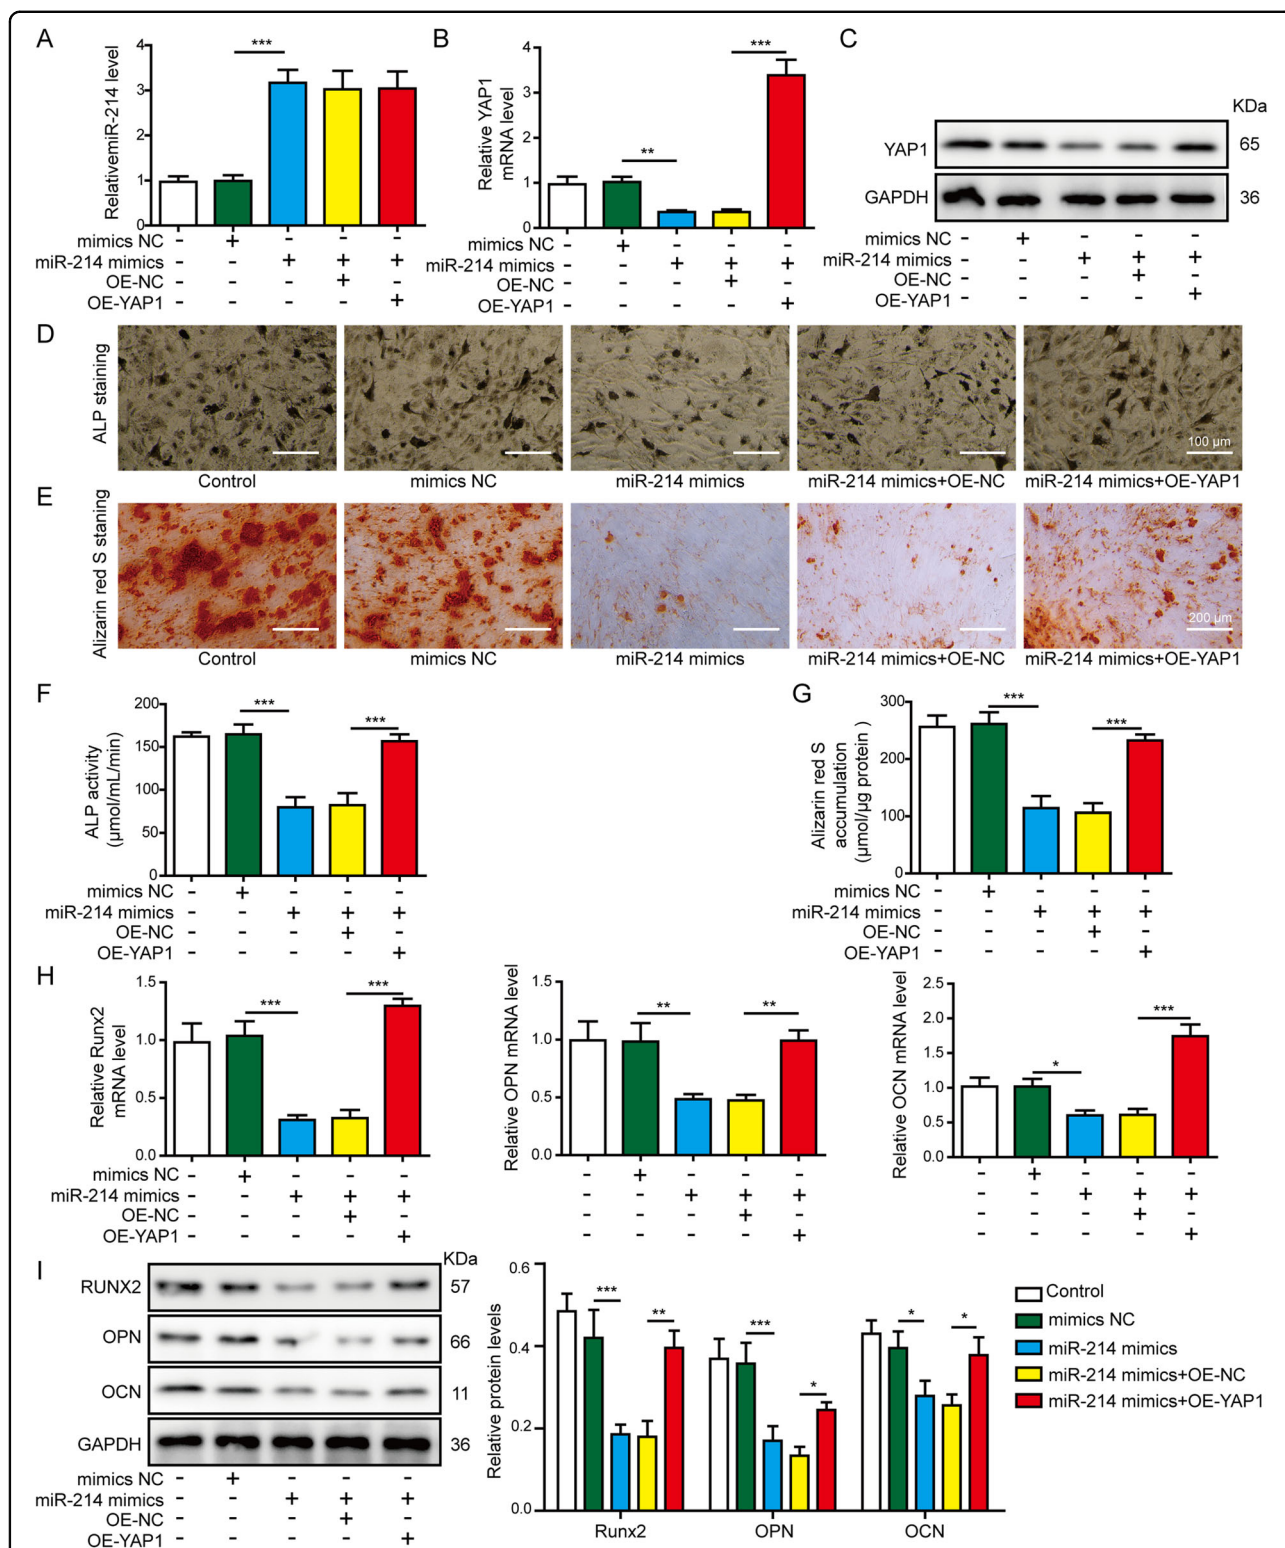 A
RelativemiR-214 level
4
3
2
1
0
***
mimics NC - + - - -
miR-214 mimics - - + + +
OE-NC - - - + -
OE-YAP1 - - - - +
B
Relative YAP1
mRNA level
4
3
2
1
0
**
***
mimics NC - + - - -
miR-214 mimics - - + + +
OE-NC - - - + -
OE-YAP1 - - - - +
C
KDa
YAP1 65
GAPDH 36
mimics NC - + - - -
miR-214 mimics - - + + +
OE-NC - - - + -
OE-YAP1 - - - - +
D
ALP staining
100 μm
Control
mimics NC
miR-214 mimics
miR-214 mimics+OE-NC
miR-214 mimics+OE-YAP1
E
Alizarin red S staning
200 μm
Control
mimics NC
miR-214 mimics
miR-214 mimics+OE-NC
miR-214 mimics+OE-YAP1
F
ALP activity
(μmol/mL/min)
200
150
100
50
0
***
***
mimics NC - + - - -
miR-214 mimics - - + + +
OE-NC - - - + -
OE-YAP1 - - - - +
G
Alizarin red S
accumulation
(μmol/μg protein )
300
200
100
0
***
***
mimics NC - + - - -
miR-214 mimics - - + + +
OE-NC - - - + -
OE-YAP1 - - - - +
H
Relative Runx2
mRNA level
1.5
1.0
0.5
0.0
***
***
mimics NC - + - - -
miR-214 mimics - - + + +
OE-NC - - - + -
OE-YAP1 - - - - +
Relative OPN mRNA level
1.5
1.0
0.5
0.0
**
**
- + - - -
- - + + +
- - - + -
- - - - +
Relative OCN mRNA level
2.5
2.0
1.5
1.0
0.5
0.0
*
***
- + - - -
- - + + +
- - - + -
- - - - +
I
KDa
RUNX2 57
OPN 66
OCN 11
GAPDH 36
mimics NC - + - - -
miR-214 mimics - - + + +
OE-NC - - - + -
OE-YAP1 - - - - +
Relative protein levels
0.6
0.4
0.2
0.0
***
**
***
*
*
*
Runx2
OPN
OCN
Control
mimics NC
miR-214 mimics
miR-214 mimics+OE-NC
miR-214 mimics+OE-YAP1